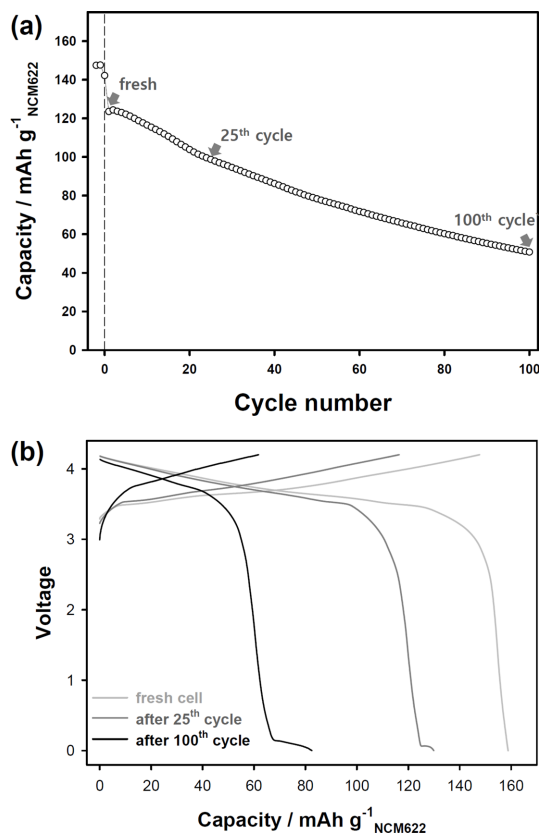 (a)
Capacity / mAh g⁻¹NCM622
160
140
120
100
80
60
40
20
0
fresh
25th cycle
100th cycle
0 20 40 60 80 100
Cycle number
(b)
Voltage
4
3
2
1
0
fresh cell
after 25th cycle
after 100th cycle
0 20 40 60 80 100 120 140 160
Capacity / mAh g⁻¹NCM622